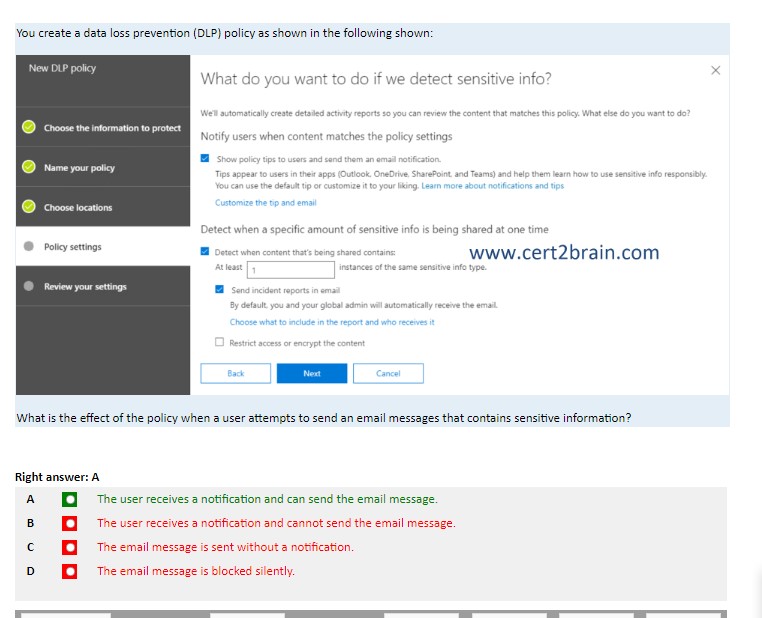 You create a data loss prevention (DLP) policy as shown in the following shown:
New DLP policy
Choose the information to protect
Name your policy
Choose locations
Policy settings
Review your settings
What do you want to do if we detect sensitive info?
We'll automatically create detailed activity reports so you can review the content that matches this policy. What else do you want to do?
Notify users when content matches the policy settings
Show policy tips to users and send them an email notification.
Tips appear to users in their apps (Outlook, OneDrive, SharePoint, and Teams) and help them learn how to use sensitive info responsibly.
You can use the default tip or customize it to your liking. Learn more about notifications and tips
Customize the tip and email
Detect when a specific amount of sensitive info is being shared at one time
Detect when content that's being shared contains:
www.cert2brain.com
At least 1 instances of the same sensitive info type.
Send incident reports in email
By default, you and your global admin will automatically receive the email.
Choose what to include in the report and who receives it
Restrict access or encrypt the content
Back Next Cancel
What is the effect of the policy when a user attempts to send an email messages that contains sensitive information?
Right answer: A
A The user receives a notification and can send the email message.
B The user receives a notification and cannot send the email message.
C The email message is sent without a notification.
D The email message is blocked silently.